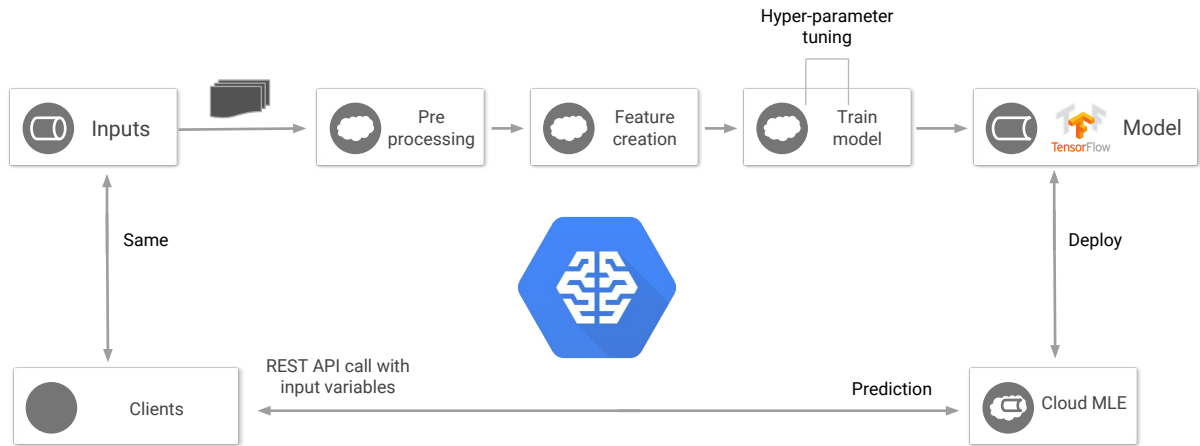 Hyper-parameter
tuning
Inputs
Pre
processing
Feature
creation
Train
model
TensorFlow
Model
Same
Deploy
REST API call with
input variables
Prediction
Clients
Cloud MLE